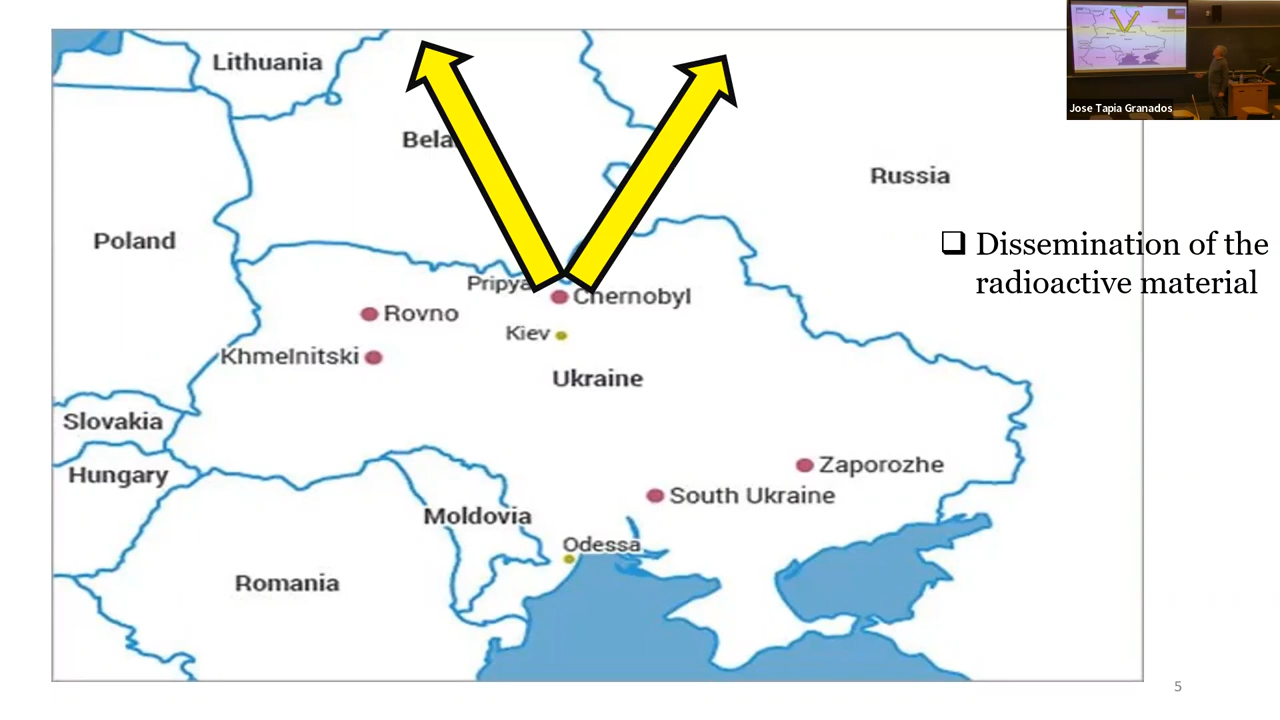 Jose Tapia Granados
Lithuania
Bela
Russia
Poland
Dissemination of the
radioactive material
Pripya
Chernobyl
Rovno
Kiev
Khmelnitski
Ukraine
Slovakia
Zaporozhe
Hungary
South Ukraine
Moldovia
Odessa
Romania
5